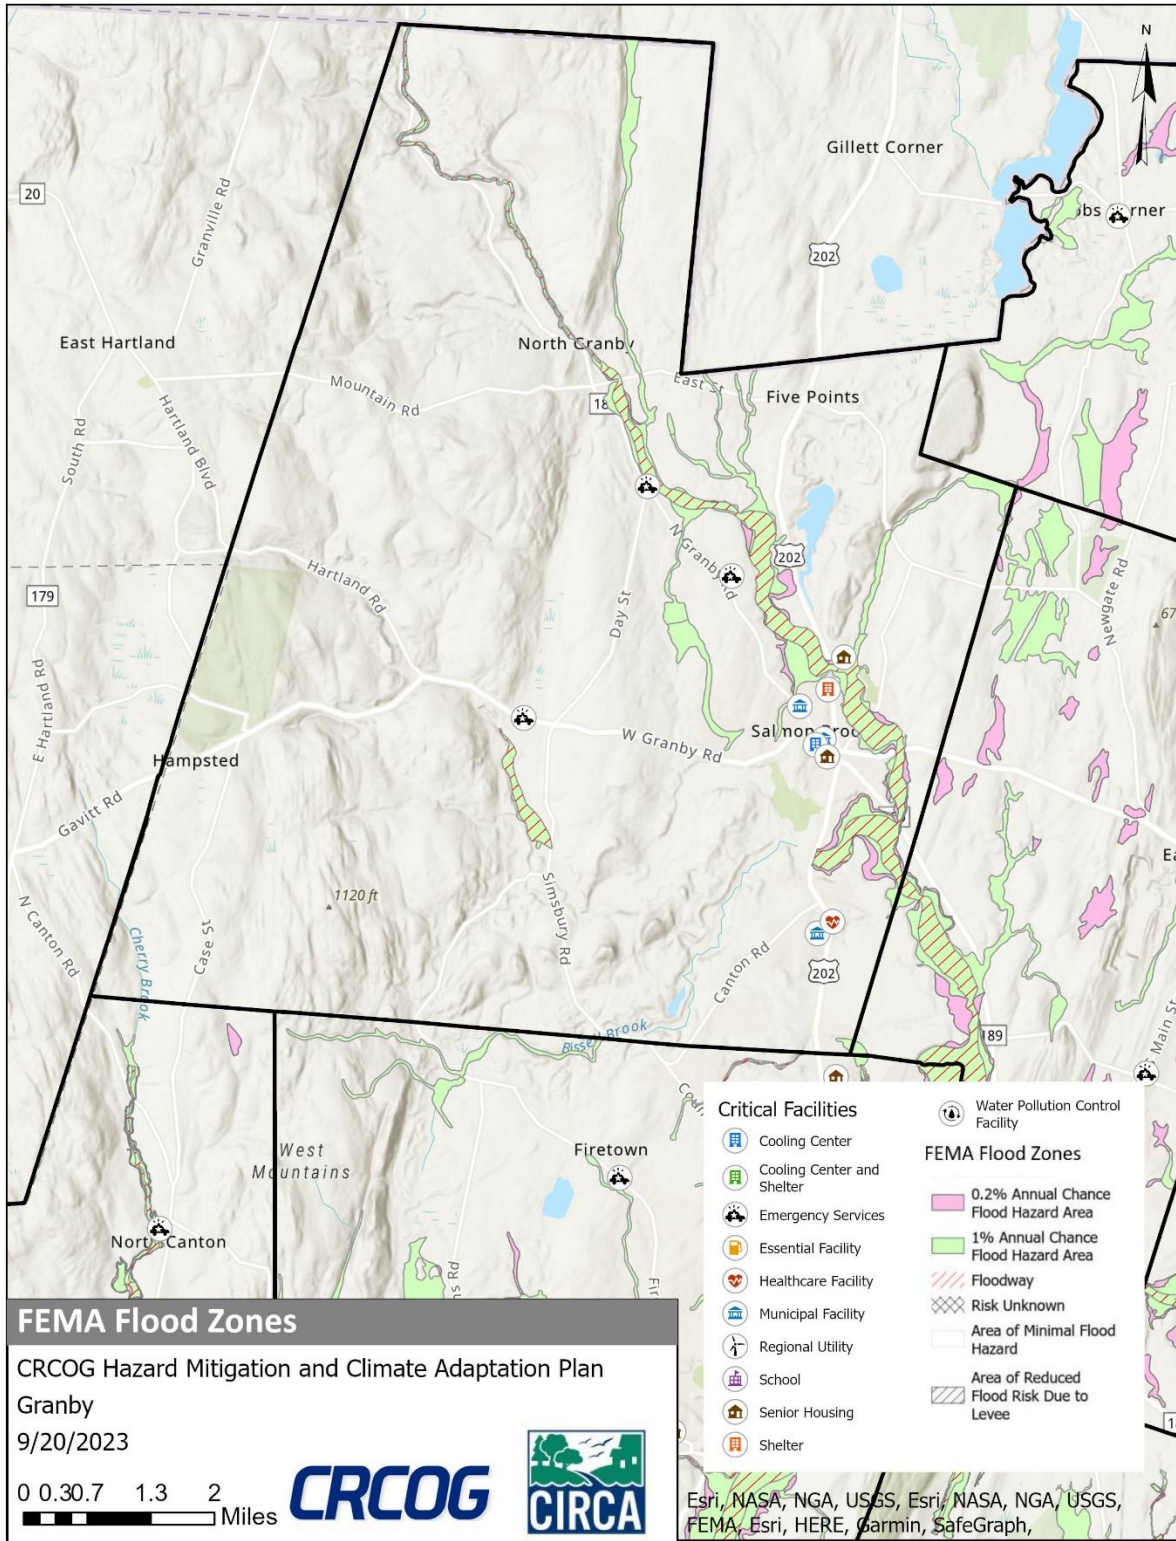 N
Gillett Corner
20
Granville Rd
202
East Hartland
North Granby
Mountain Rd
East St
Five Points
South Rd
Hartland Blvd
N Granby Rd
202
Hartland Rd
Newgate Rd
179
Day St
E Hartland Rd
W Granby Rd
Hampsted
Gavitt Rd
1120 ft
Simsbury Rd
N Canton Rd
Cherry Brook
Case St
Canton Rd
202
Bissell Brook
189
Main St
West
Mountains
Firetown
North Canton
Critical Facilities
Cooling Center
Cooling Center and
Shelter
Emergency Services
Essential Facility
Healthcare Facility
Municipal Facility
Regional Utility
School
Senior Housing
Shelter
Water Pollution Control
Facility
FEMA Flood Zones
0.2% Annual Chance
Flood Hazard Area
1% Annual Chance
Flood Hazard Area
Floodway
Risk Unknown
Area of Minimal Flood
Hazard
Area of Reduced
Flood Risk Due to
Levee
FEMA Flood Zones
CRCOG Hazard Mitigation and Climate Adaptation Plan
Granby
9/20/2023
0 0.30.7 1.3 2
Miles
CRCOG
CIRCA
Esri, NASA, NGA, USGS, Esri, NASA, NGA, USGS,
FEMA, Esri, HERE, Garmin, SafeGraph,